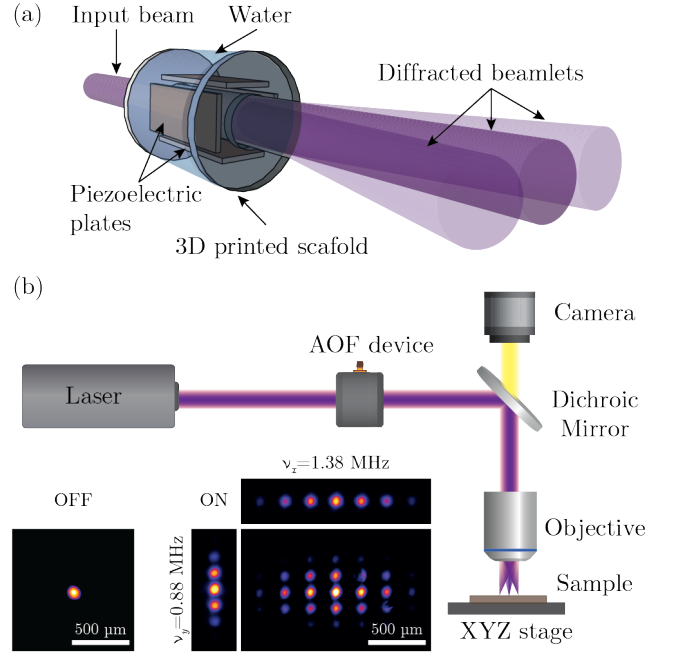 (a)
Input beam
Water
Diffracted beamlets
Piezoelectric
plates
3D printed scafold
(b)
Camera
AOF device
Laser
Dichroic
Mirror
νx=1.38 MHz
OFF
ON
νy=0.88 MHz
Objective
Sample
500 µm
500 µm
XYZ stage